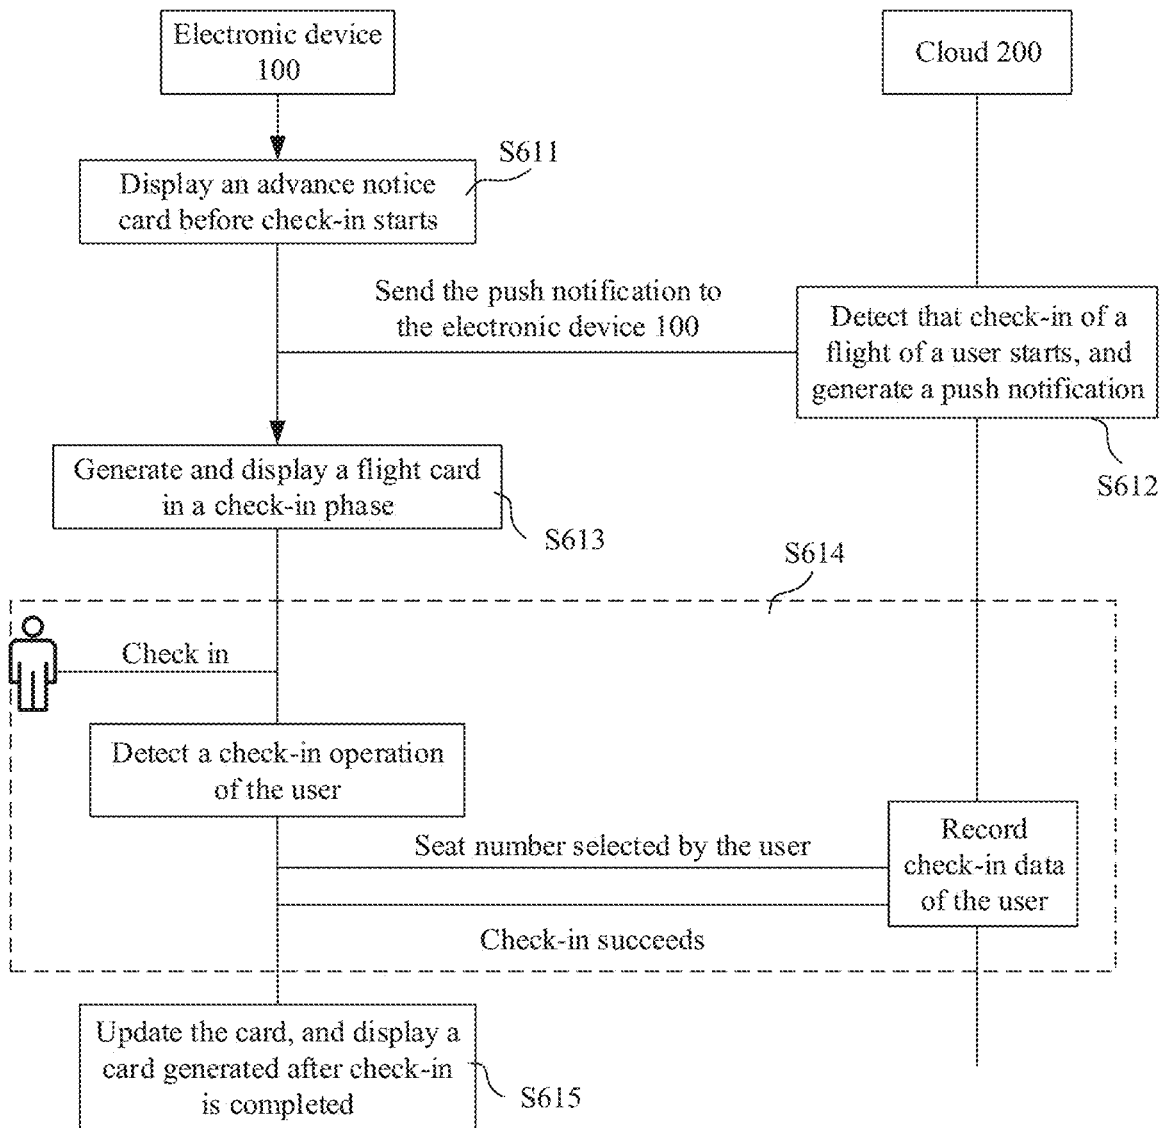 Electronic device
100
Cloud 200
S611
Display an advance notice
card before check-in starts
Send the push notification to
the electronic device 100
Detect that check-in of a
flight of a user starts, and
generate a push notification
S612
Generate and display a flight card
in a check-in phase
S613
S614
Check in
Detect a check-in operation
of the user
Seat number selected by the user
Record
check-in data
of the user
Check-in succeeds
Update the card, and display a
card generated after check-in
is completed
S615